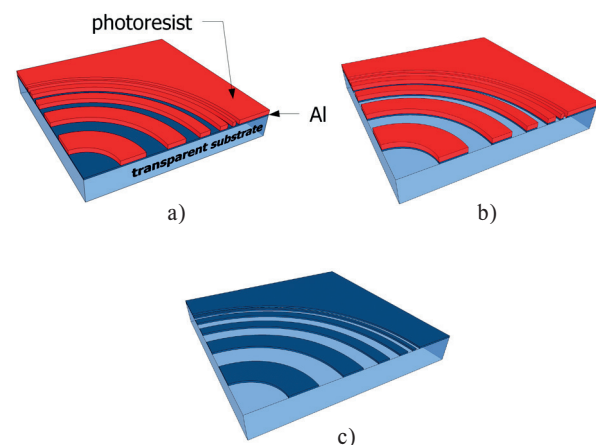 photoresist
Al
transparent substrate
a)
b)
c)